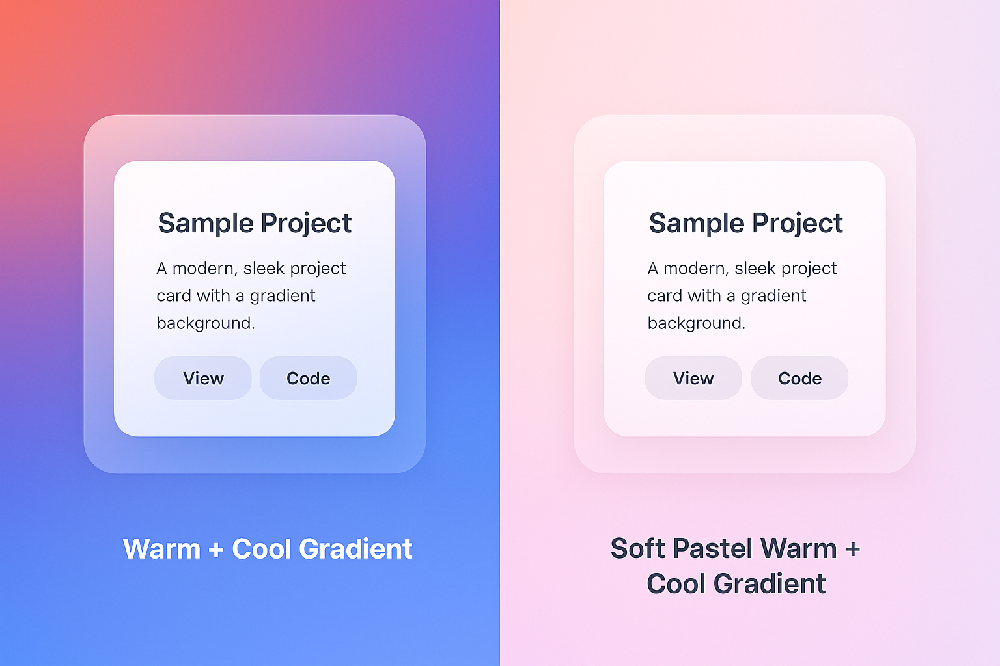 Sample Project
A modern, sleek project
card with a gradient
background.
View
Code
Warm + Cool Gradient
Sample Project
A modern, sleek project
card with a gradient
background.
View
Code
Soft Pastel Warm +
Cool Gradient